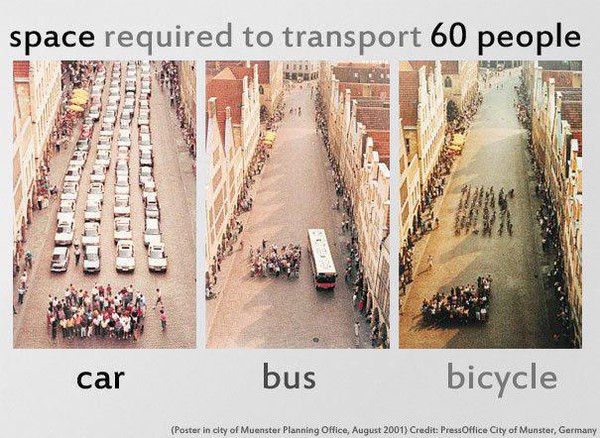 space required to transport 60 people
car
bus
bicycle
(Poster in city of Muenster Planning Office, August 2001) Credit: PressOffice City of Munster, Germany